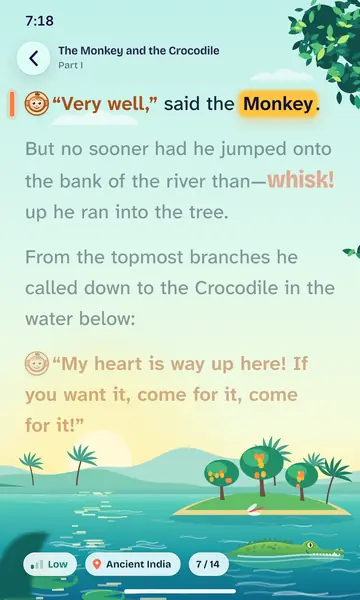 7:18
The Monkey and the Crocodile
Part I
“Very well,” said the Monkey.
But no sooner had he jumped onto
the bank of the river than—whisk!
up he ran into the tree.
From the topmost branches he
called down to the Crocodile in the
water below:
“My heart is way up here! If
you want it, come for it, come
for it!”
Low
Ancient India
7 / 14